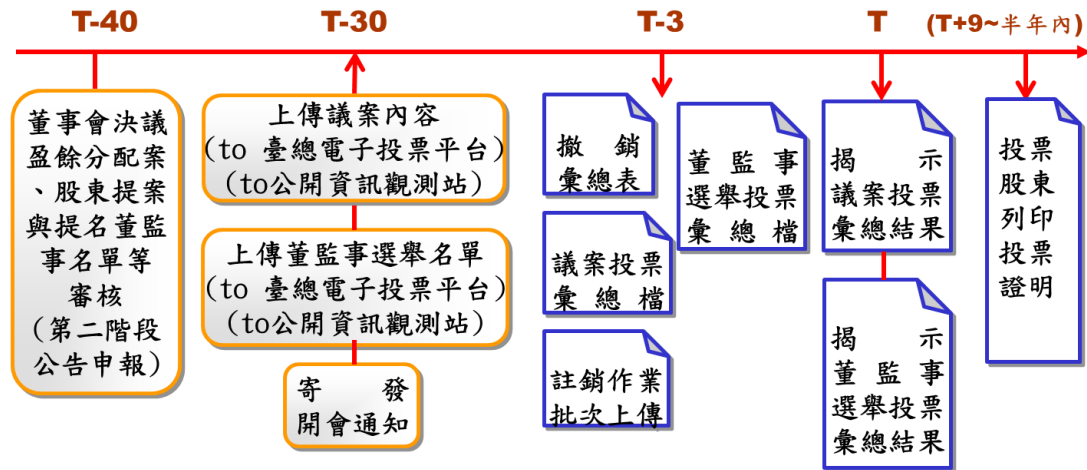 T-40
T-30
T-3
T
(T+9~半年內)
董事會決議
盈餘分配案
、股東提案
與提名董監
事名單等
審核
(第二階段
公告申報)
上傳議案內容
(to 臺總電子投票平台)
(to公開資訊觀測站)
上傳董監事選舉名單
(to 臺總電子投票平台)
(to公開資訊觀測站)
寄 發
開會通知
撤 銷
彙總表
議案投票
彙 總 檔
註銷作業
批次上傳
董 監 事
選舉投票
彙 總 檔
揭 示
議案投票
彙總結果
揭 示
董 監 事
選舉投票
彙總結果
投票
股東
列印
投票
證明